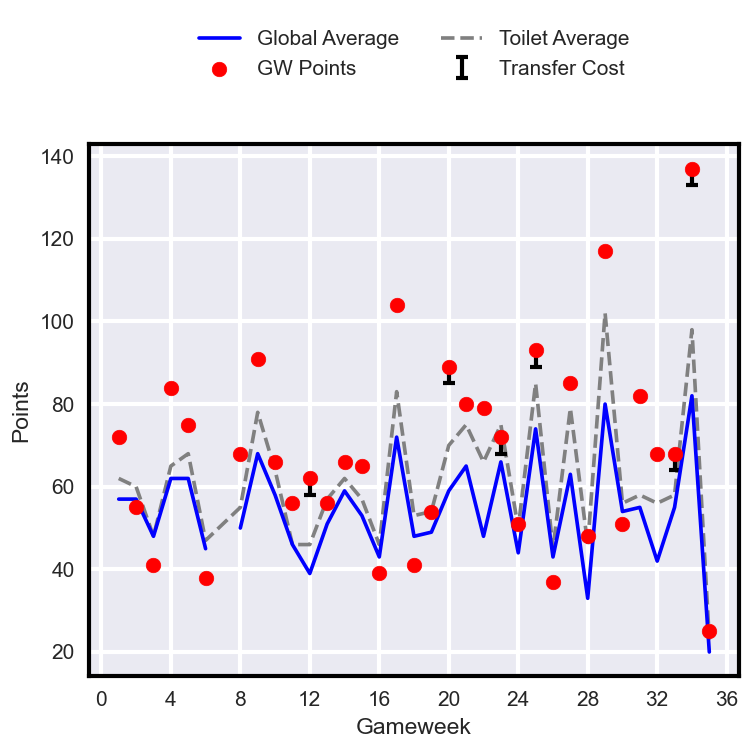 Global Average
Toilet Average
GW Points
Transfer Cost
140
120
100
80
60
40
20
Points
0 4 8 12 16 20 24 28 32 36
Gameweek